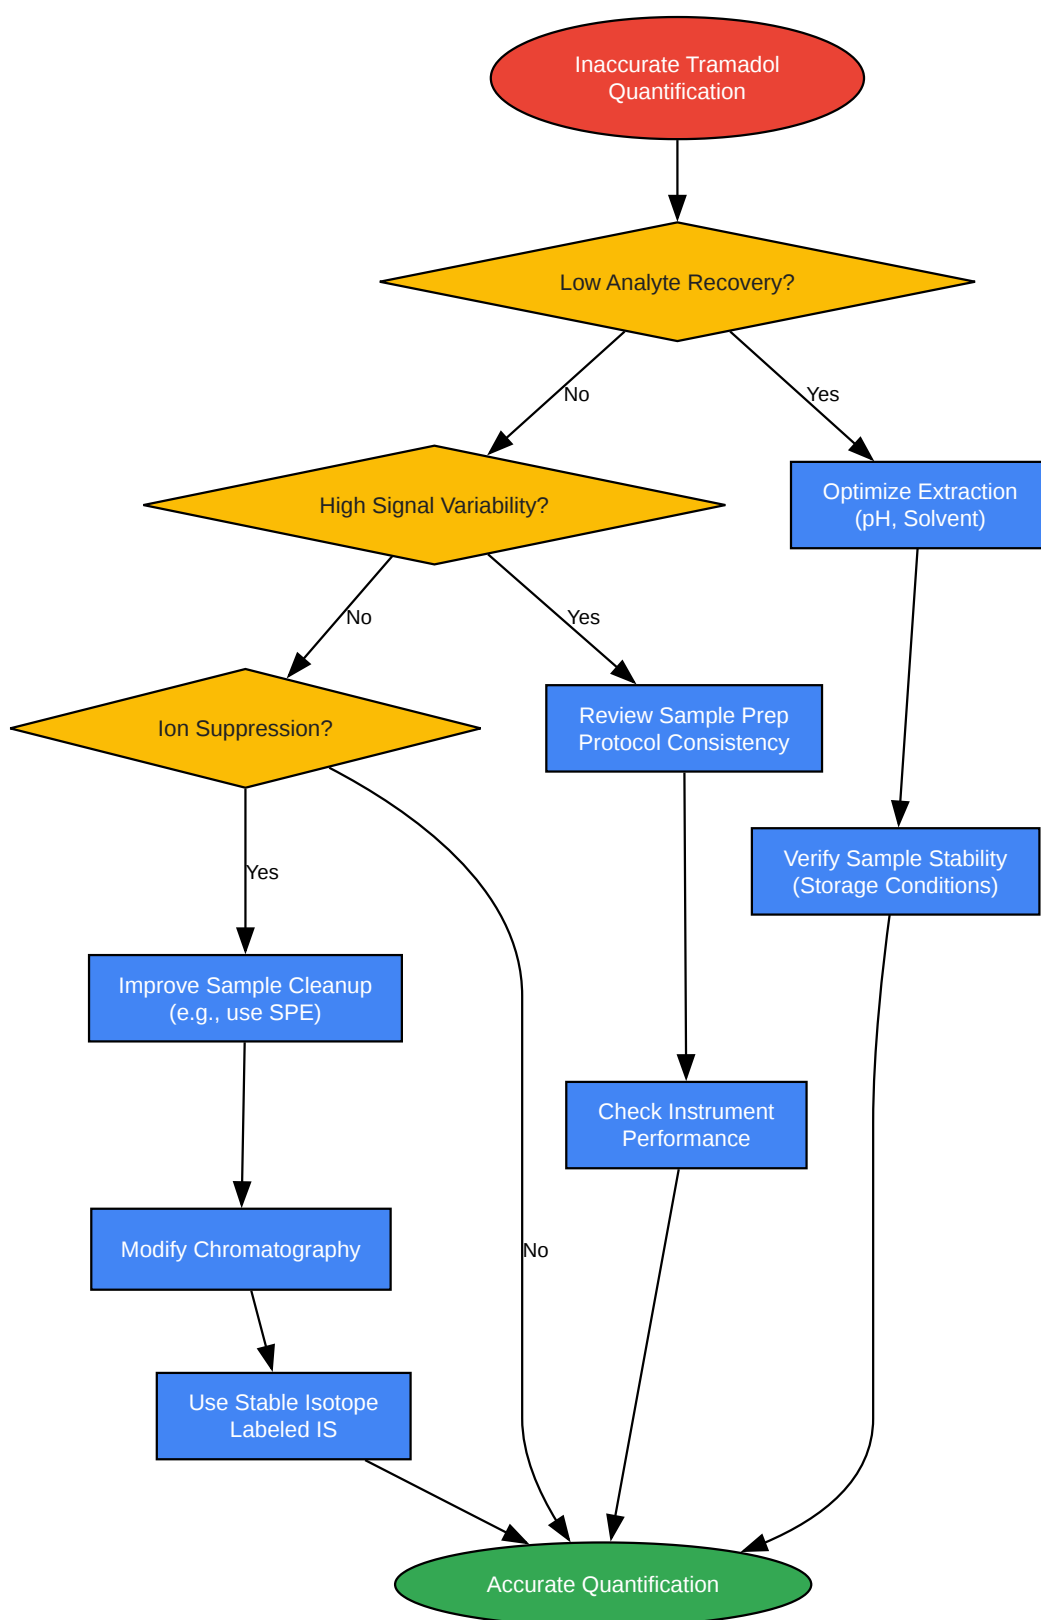 Inaccurate Tramadol
Quantification
Low Analyte Recovery?
No
Yes
High Signal Variability?
Optimize Extraction
(pH, Solvent)
No
Yes
Ion Suppression?
Review Sample Prep
Protocol Consistency
Yes
Verify Sample Stability
(Storage Conditions)
Improve Sample Cleanup
(e.g., use SPE)
Check Instrument
Performance
Modify Chromatography
No
Use Stable Isotope
Labeled IS
Accurate Quantification